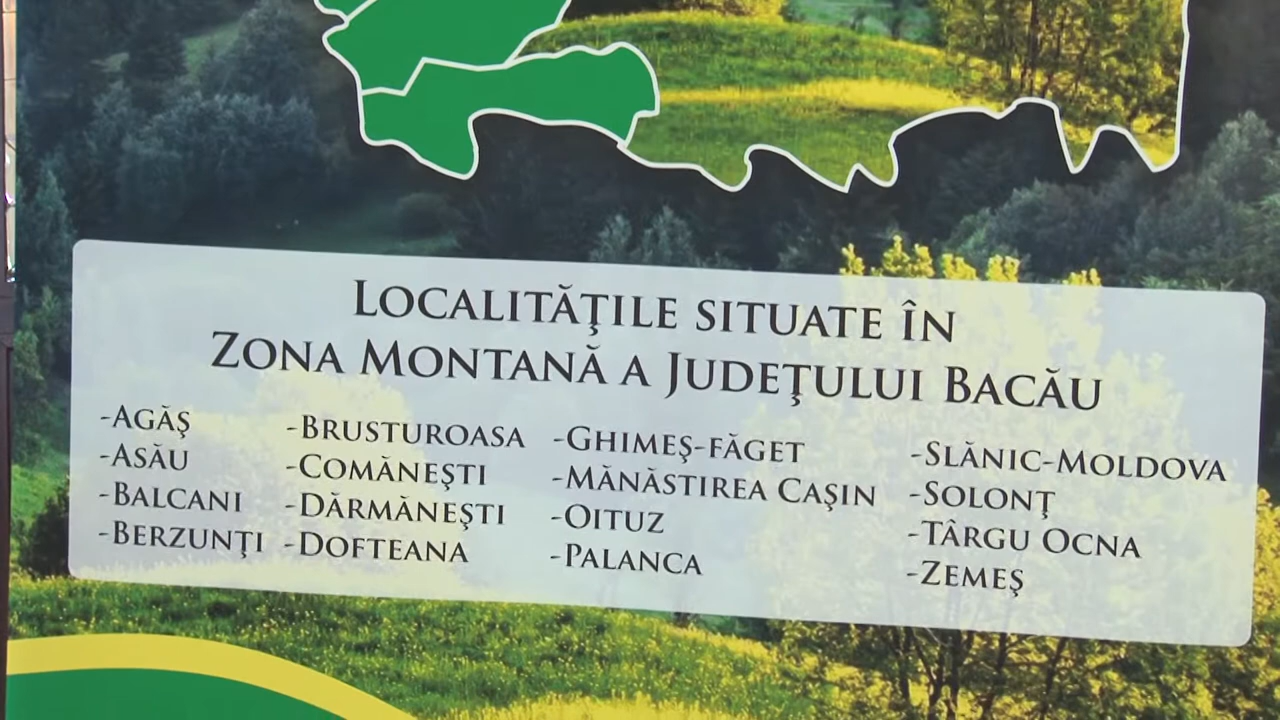 LOCALITĂŢILE SITUATE ÎN
ZONA MONTANĂ A JUDEŢULUI BACĂU
-AGĂŞ
-ASĂU
-BALCANI
-BERZUNŢI
-BRUSTUROASA
-COMĂNEŞTI
-DĂRMĂNEŞTI
-DOFTEANA
-GHIMEŞ-FĂGET
-MĂNĂSTIREA CAŞIN
-OITUZ
-PALANCA
-SLĂNIC-MOLDOVA
-SOLONŢ
-TÂRGU OCNA
-ZEMEŞ